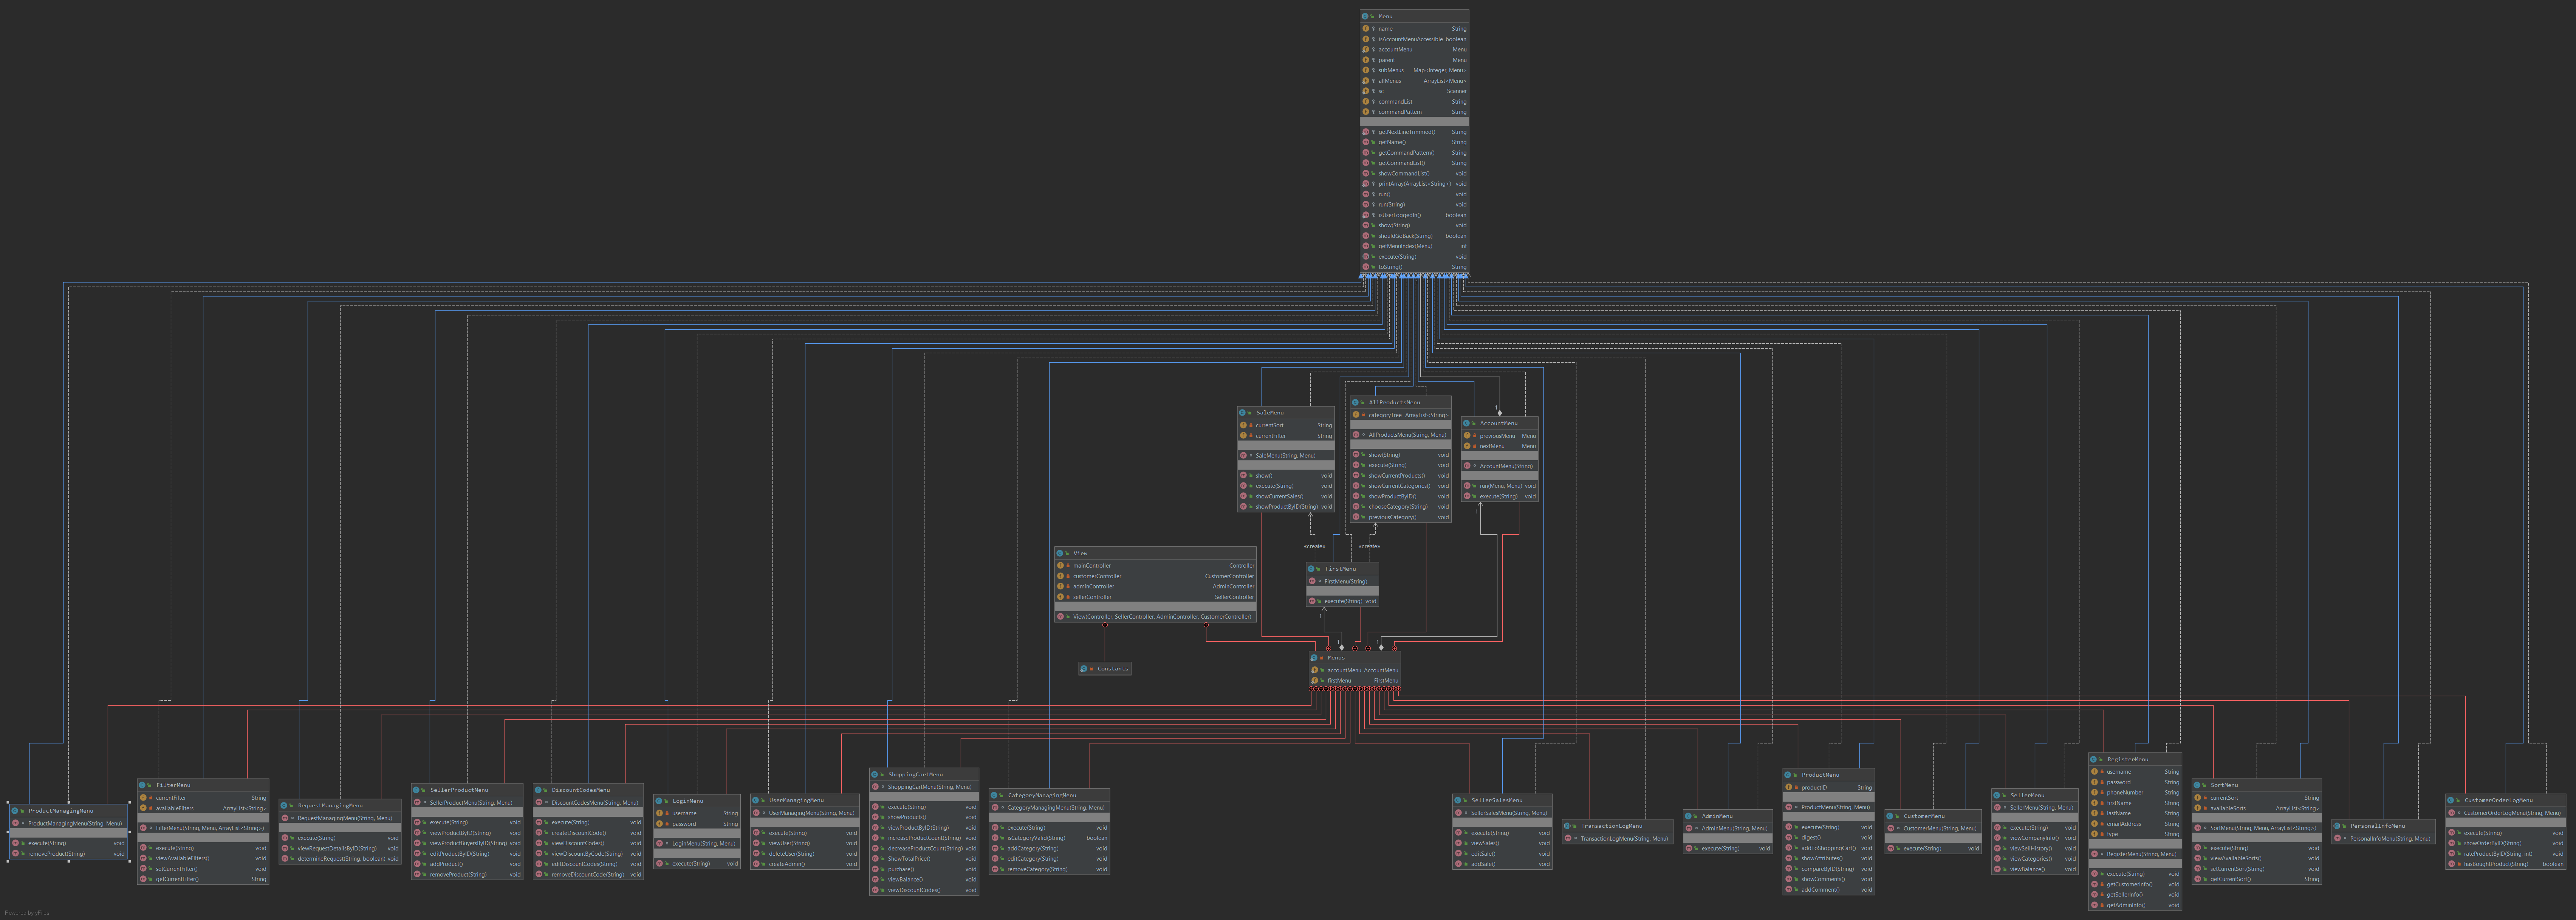 Menu
name String
isAccountMenuAccessible boolean
accountMenu Menu
parent Menu
subMenus Map<Integer, Menu>
allMenus ArrayList<Menu>
sc Scanner
commandList String
commandPattern String
getNextLineTrimmed() String
getName() String
getCommandPattern() String
getCommandList() String
showCommandList() void
printArray(ArrayList<String>) void
run() void
run(String) void
isUserLoggedIn() boolean
show(String) void
shouldGoBack(String) boolean
getMenuIndex(Menu) int
execute(String) void
toString() String
SaleMenu
currentSort String
currentFilter String
SaleMenu(String, Menu)
show() void
execute(String) void
showCurrentSales() void
showProductByID(String) void
AllProductsMenu
categoryTree ArrayList<String>
AllProductsMenu(String, Menu)
show(String) void
execute(String) void
showCurrentProducts() void
showCurrentCategories() void
showProductByID() void
chooseCategory(String) void
previousCategory() void
1
AccountMenu
previousMenu Menu
nextMenu Menu
AccountMenu(String)
run(Menu, Menu) void
execute(String) void
1
«create»
«create»
View
mainController Controller
customerController CustomerController
adminController AdminController
sellerController SellerController
View(Controller, SellerController, AdminController, CustomerController)
FirstMenu
FirstMenu(String)
execute(String) void
1
1
1
Constants
Menus
accountMenu AccountMenu
firstMenu FirstMenu
ProductManagingMenu
ProductManagingMenu(String, Menu)
execute(String) void
removeProduct(String) void
FilterMenu
currentFilter String
availableFilters ArrayList<String>
FilterMenu(String, Menu, ArrayList<String>)
execute(String) void
viewAvailableFilters() void
setCurrentFilter() void
getCurrentFilter() String
RequestManagingMenu
RequestManagingMenu(String, Menu)
execute(String) void
viewRequestDetailsByID(String) void
determineRequest(String, boolean) void
SellerProductMenu
SellerProductMenu(String, Menu)
execute(String) void
viewProductByID(String) void
viewProductBuyersByID(String) void
editProductByID(String) void
addProduct() void
removeProduct(String) void
DiscountCodesMenu
DiscountCodesMenu(String, Menu)
execute(String) void
createDiscountCode() void
viewDiscountCodes() void
viewDiscountByCode(String) void
editDiscountCodes(String) void
removeDiscountCode(String) void
LoginMenu
username String
password String
LoginMenu(String, Menu)
execute(String) void
UserManagingMenu
UserManagingMenu(String, Menu)
execute(String) void
viewUser(String) void
deleteUser(String) void
createAdmin() void
ShoppingCartMenu
ShoppingCartMenu(String, Menu)
execute(String) void
showProducts() void
viewProductByID(String) void
increaseProductCount(String) void
decreaseProductCount(String) void
ShowTotalPrice() void
purchase() void
viewBalance() void
viewDiscountCodes() void
CategoryManagingMenu
CategoryManagingMenu(String, Menu)
execute(String) void
isCategoryValid(String) boolean
addCategory(String) void
editCategory(String) void
removeCategory(String) void
SellerSalesMenu
SellerSalesMenu(String, Menu)
execute(String) void
viewSales() void
editSale() void
addSale() void
TransactionLogMenu
TransactionLogMenu(String, Menu)
AdminMenu
AdminMenu(String, Menu)
execute(String) void
ProductMenu
productID String
ProductMenu(String, Menu)
execute(String) void
digest() void
addToShoppingCart() void
showAttributes() void
compareByID(String) void
showComments() void
addComment() void
CustomerMenu
CustomerMenu(String, Menu)
execute(String) void
SellerMenu
SellerMenu(String, Menu)
execute(String) void
viewCompanyInfo() void
viewSellHistory() void
viewCategories() void
viewBalance() void
RegisterMenu
username String
password String
phoneNumber String
firstName String
lastName String
emailAddress String
type String
RegisterMenu(String, Menu)
execute(String) void
getCustomerInfo() void
getSellerInfo() void
getAdminInfo() void
SortMenu
currentSort String
availableSorts ArrayList<String>
SortMenu(String, Menu, ArrayList<String>)
execute(String) void
viewAvailableSorts() void
setCurrentSort(String) void
getCurrentSort() String
PersonalInfoMenu
PersonalInfoMenu(String, Menu)
CustomerOrderLogMenu
CustomerOrderLogMenu(String, Menu)
execute(String) void
showOrderByID(String) void
rateProductByID(String, int) void
hasBoughtProduct(String) boolean
Powered by yFiles